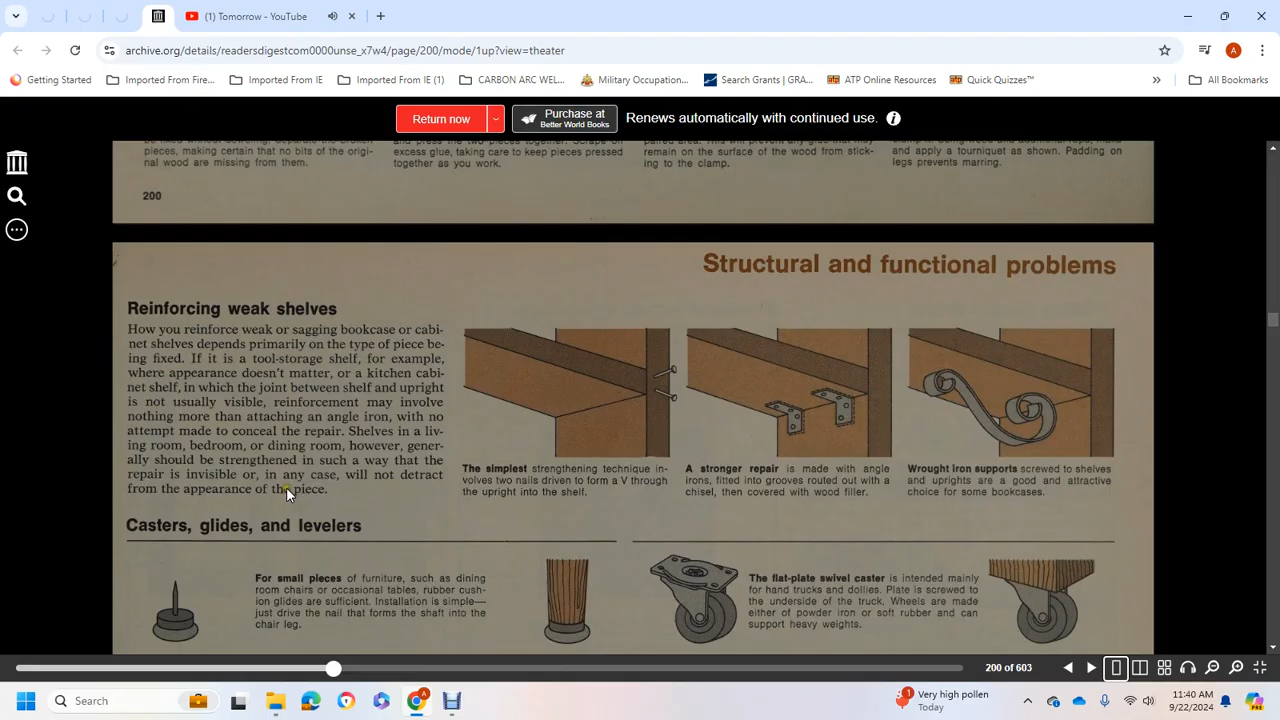 (1) Tomorrow - YouTube
archive.org/details/readersdigestcom0000unse_x7w4/page/200/mode/1up?view=theater
A
Getting Started
Imported From Fire...
Imported From IE
Imported From IE (1)
CARBON ARC WEL...
Military Occupation...
Search Grants | GRA...
ATP Online Resources
Quick Quizzes™
All Bookmarks
Return now
Purchase at
Better World Books
Renews automatically with continued use.
pieces, making certain that no bits of the origi-
nal wood are missing from them.
and press the two pieces together. Scrape off
excess glue, taking care to keep pieces pressed
together as you work.
remain on the surface of the wood from stick-
ing to the clamp.
and apply a tourniquet as shown. Padding on
legs prevents marring.
200
Structural and functional problems
Reinforcing weak shelves
How you reinforce weak or sagging bookcase or cabi-
net shelves depends primarily on the type of piece be-
ing fixed. If it is a tool-storage shelf, for example,
where appearance doesn't matter, or a kitchen cabi-
net shelf, in which the joint between shelf and upright
is not usually visible, reinforcement may involve
nothing more than attaching an angle iron, with no
attempt made to conceal the repair. Shelves in a liv-
ing room, bedroom, or dining room, however, gener-
ally should be strengthened in such a way that the
repair is invisible or, in any case, will not detract
from the appearance of the piece.
The simplest strengthening technique in-
volves two nails driven to form a V through
the upright into the shelf.
A stronger repair is made with angle
irons, fitted into grooves routed out with a
chisel, then covered with wood filler.
Wrought iron supports screwed to shelves
and uprights are a good and attractive
choice for some bookcases.
Casters, glides, and levelers
For small pieces of furniture, such as dining
room chairs or occasional tables, rubber cush-
ion glides are sufficient. Installation is simple—
just drive the nail that forms the shaft into the
chair leg.
The flat-plate swivel caster is intended mainly
for hand trucks and dollies. Plate is screwed to
the underside of the truck. Wheels are made
either of powder iron or soft rubber and can
support heavy weights.
200 of 603
Search
1
Very high pollen
Today
11:40 AM
9/22/2024